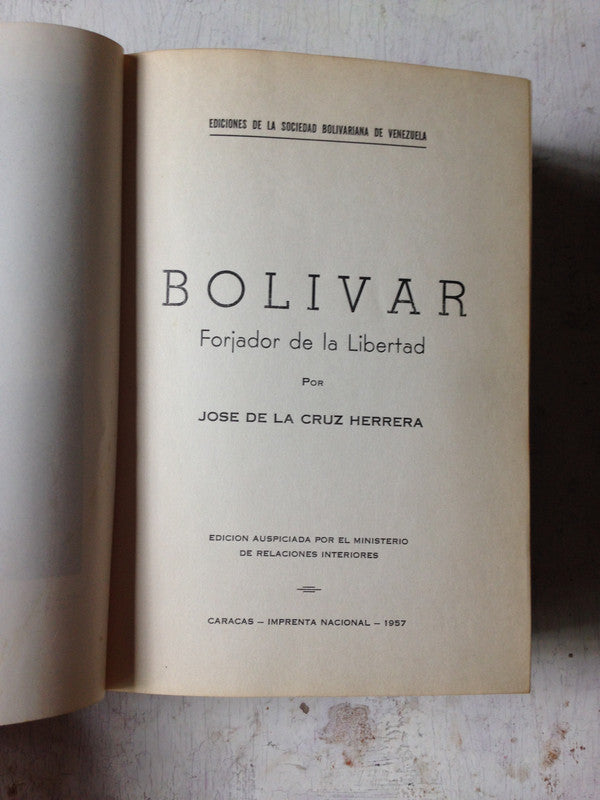 EDICIONES DE LA SOCIEDAD BOLIVARIANA DE VENEZUELA
BOLIVAR
Forjador de la Libertad
POR
JOSE DE LA CRUZ HERRERA
EDICION AUSPICIADA POR EL MINISTERIO
DE RELACIONES INTERIORES
CARACAS – IMPRENTA NACIONAL – 1957